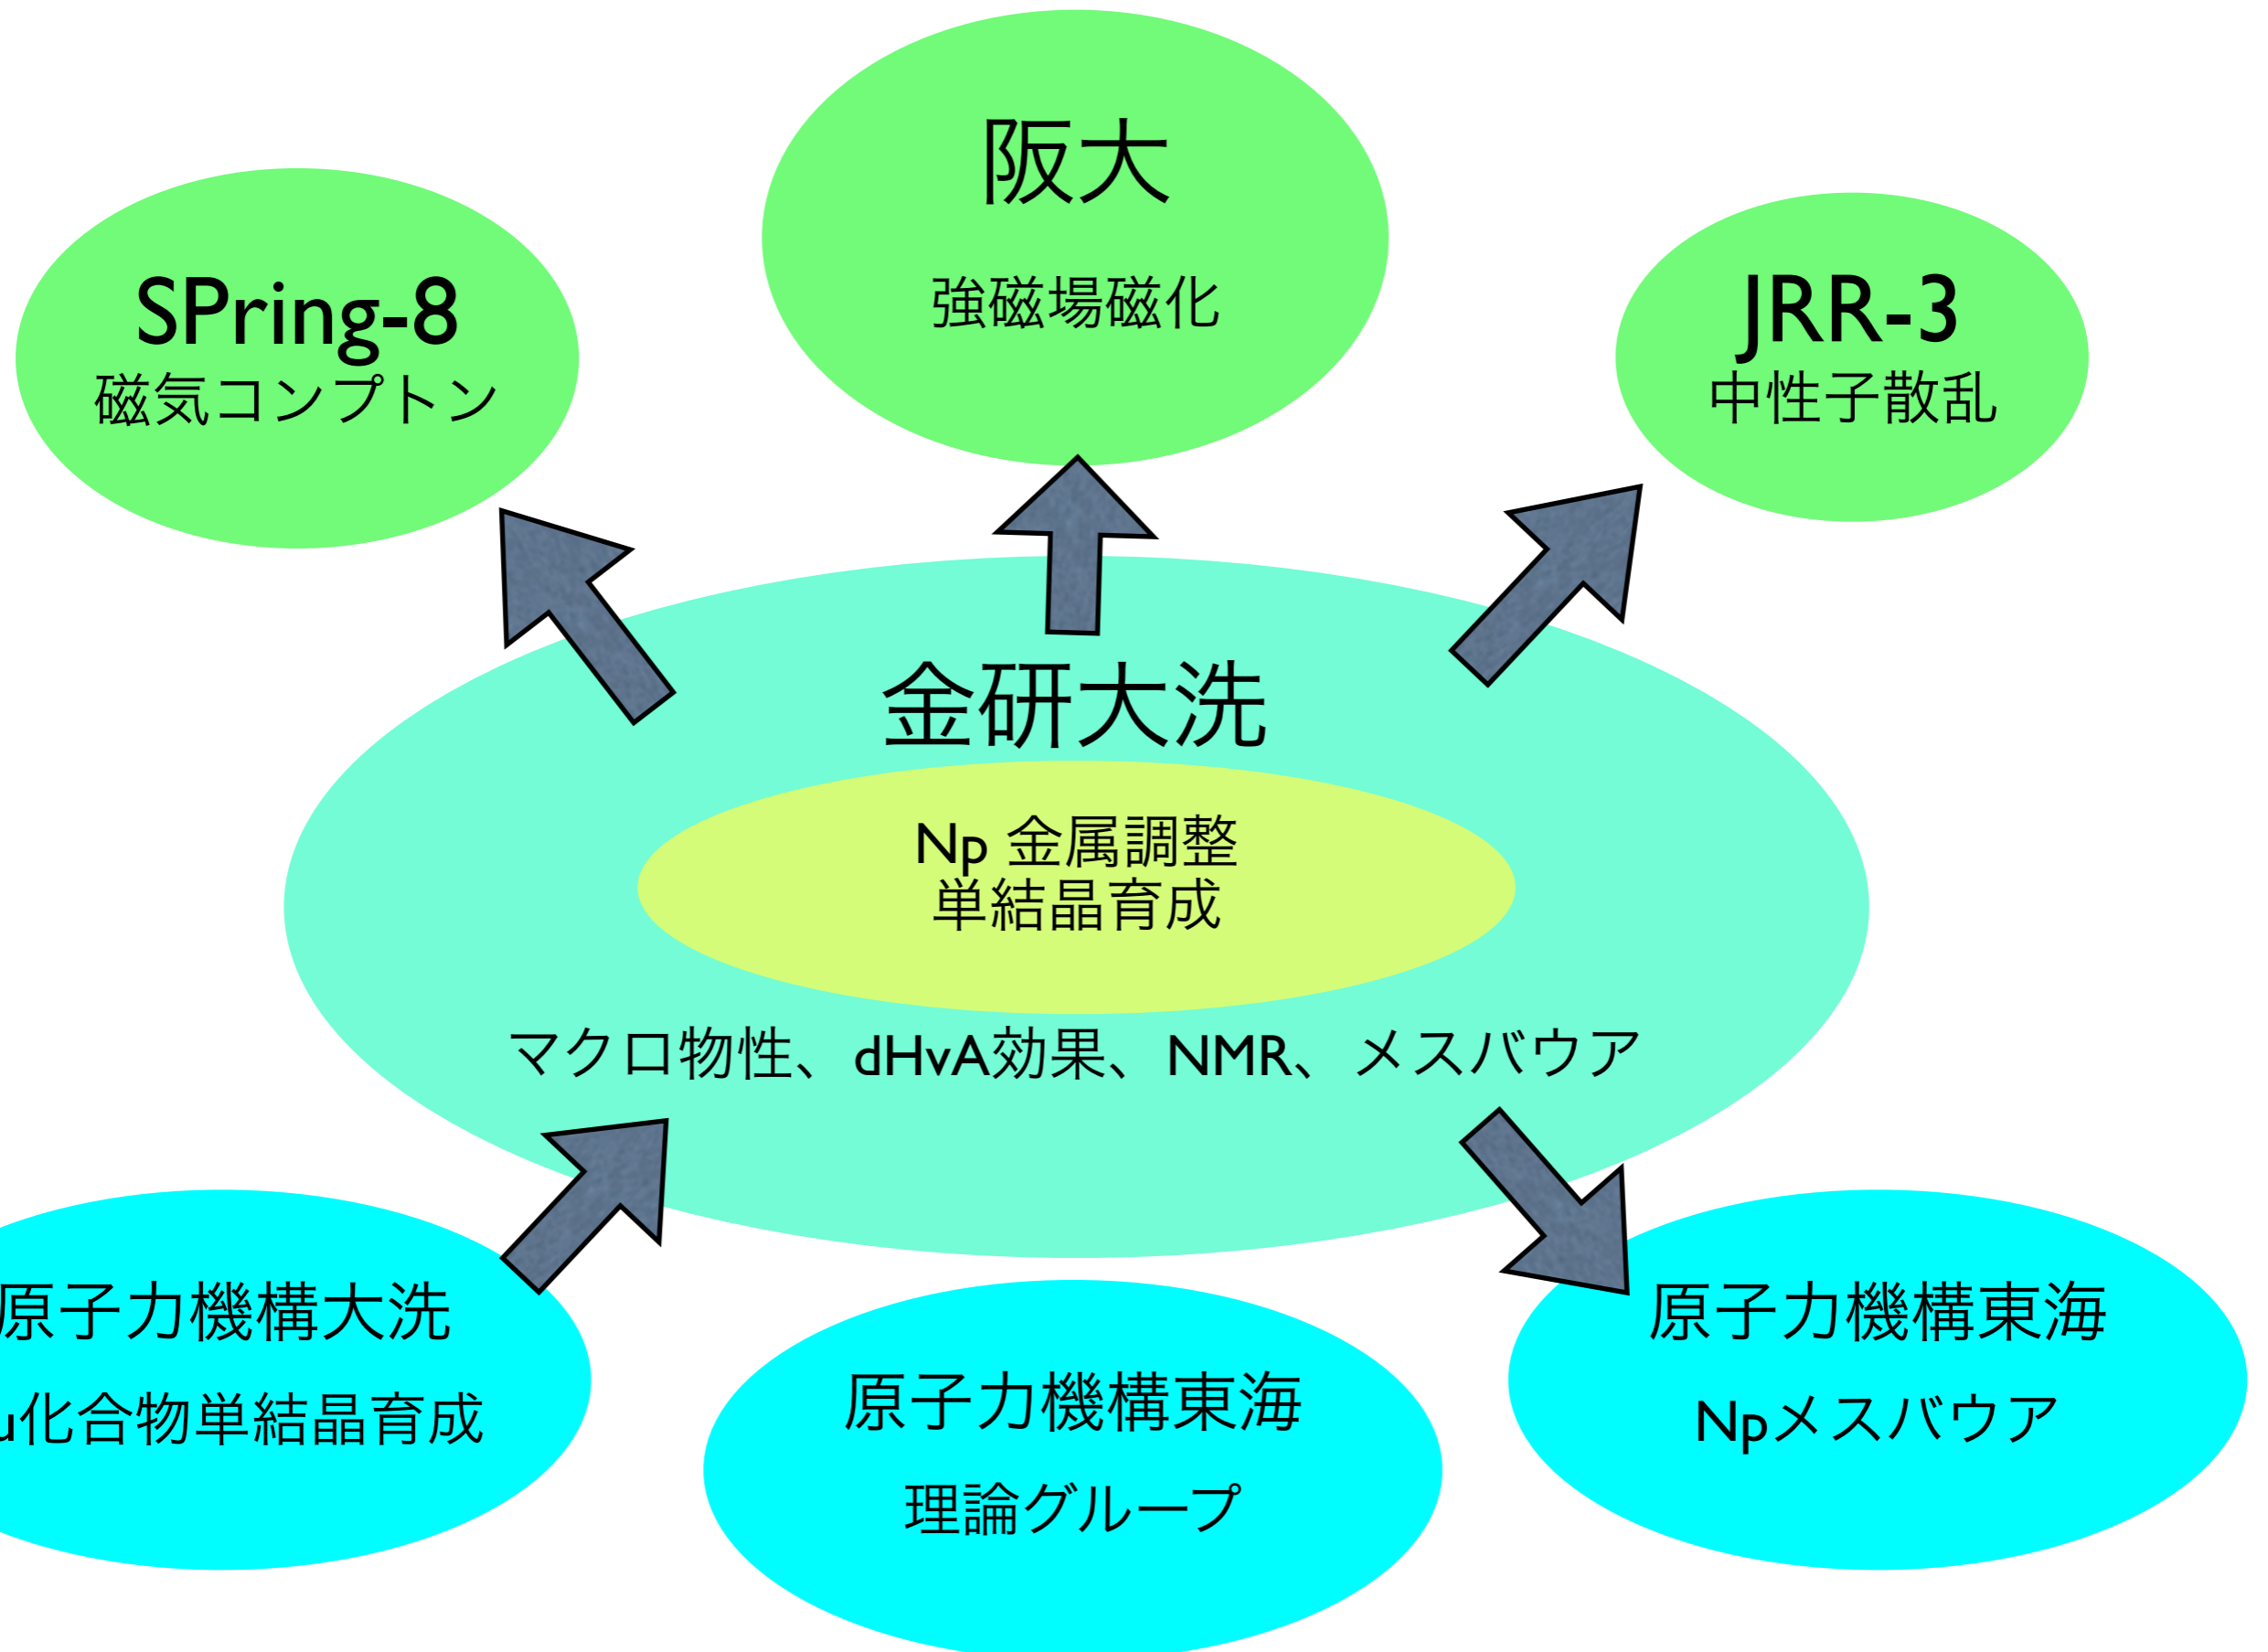 阪大
強磁場磁化
SPring-8
磁気コンプトン
JRR-3
中性子散乱
金研大洗
Np 金属調整
単結晶育成
マクロ物性、dHvA効果、NMR、メスバウア
原子力機構大洗
u化合物単結晶育成
原子力機構東海
理論グループ
原子力機構東海
Npメスバウア